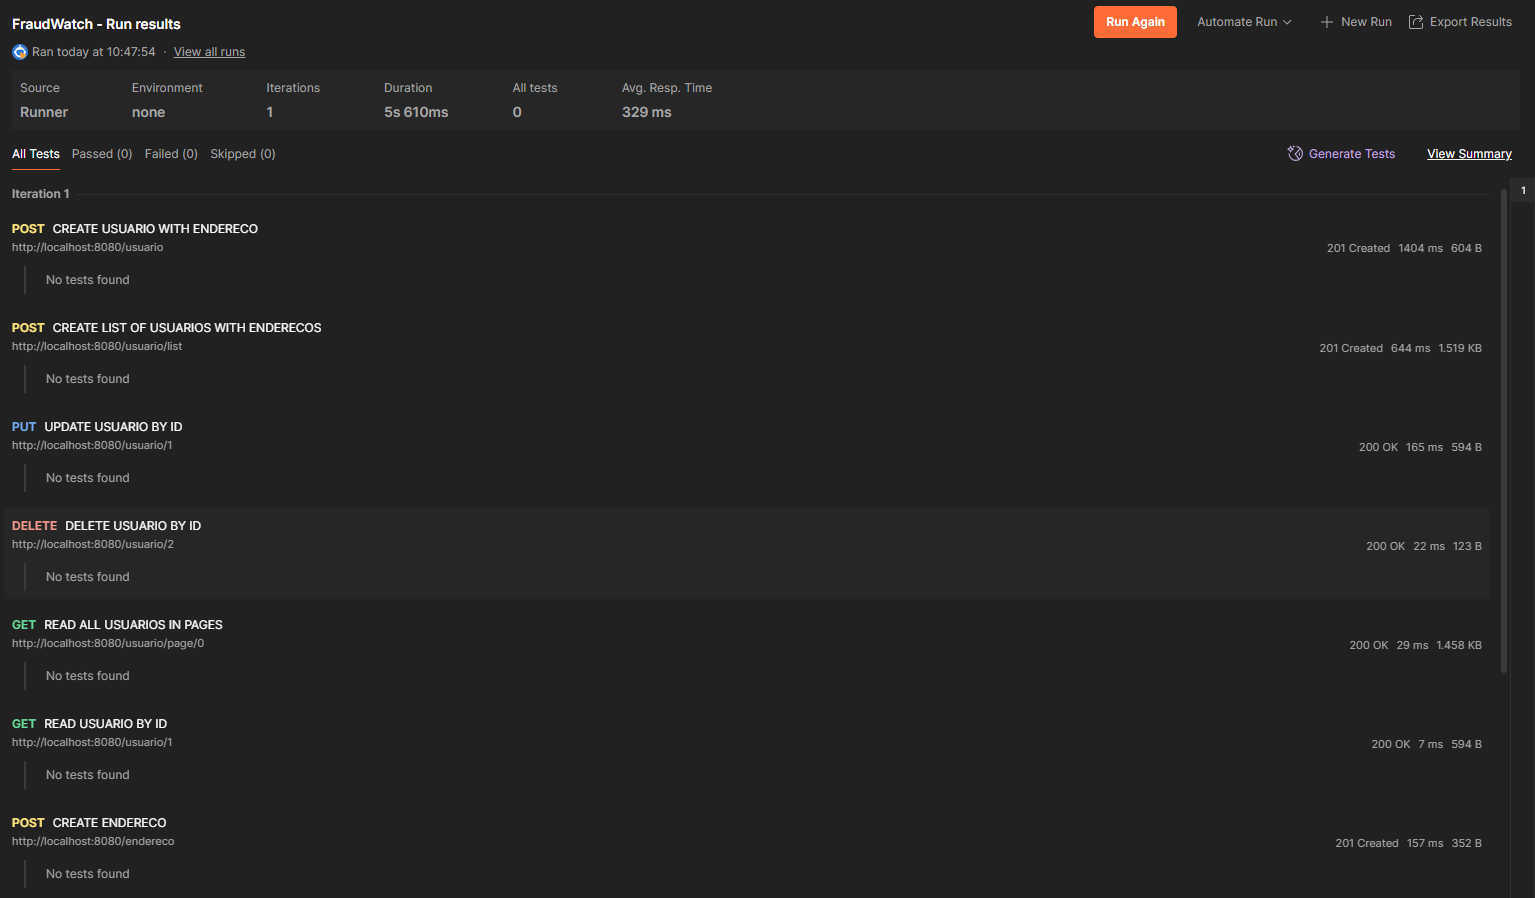 FraudWatch - Run results
Run Again
Automate Run
New Run
Export Results
Ran today at 10:47:54 · View all runs
Source Environment Iterations Duration All tests Avg. Resp. Time
Runner none 1 5s 610ms 0 329 ms
All Tests Passed (0) Failed (0) Skipped (0)
Generate Tests
View Summary
Iteration 1
1
POST CREATE USUARIO WITH ENDERECO
http://localhost:8080/usuario
201 Created 1404 ms 604 B
No tests found
POST CREATE LIST OF USUARIOS WITH ENDERECOS
http://localhost:8080/usuario/list
201 Created 644 ms 1.519 KB
No tests found
PUT UPDATE USUARIO BY ID
http://localhost:8080/usuario/1
200 OK 165 ms 594 B
No tests found
DELETE DELETE USUARIO BY ID
http://localhost:8080/usuario/2
200 OK 22 ms 123 B
No tests found
GET READ ALL USUARIOS IN PAGES
http://localhost:8080/usuario/page/0
200 OK 29 ms 1.458 KB
No tests found
GET READ USUARIO BY ID
http://localhost:8080/usuario/1
200 OK 7 ms 594 B
No tests found
POST CREATE ENDERECO
http://localhost:8080/endereco
201 Created 157 ms 352 B
No tests found